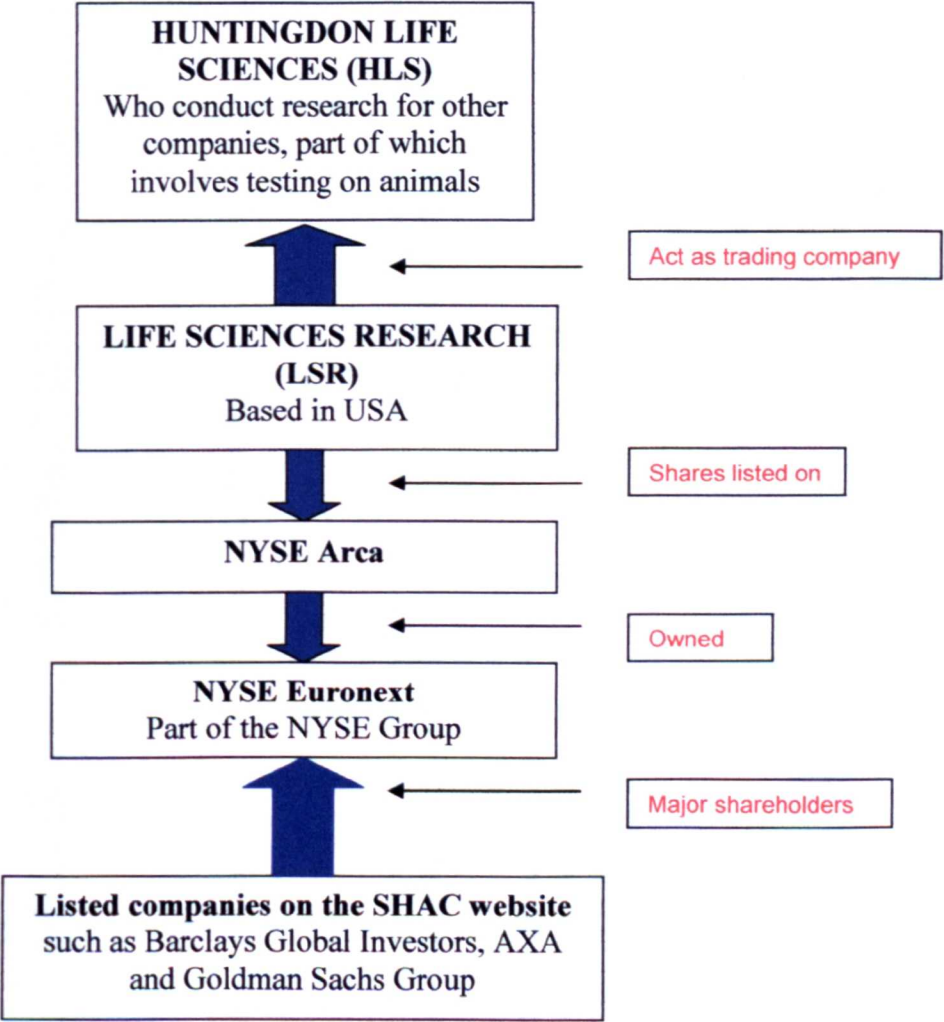 HUNTINGDON LIFE
SCIENCES (HLS)
Who conduct research for other
companies, part of which
involves testing on animals
Act as trading company
LIFE SCIENCES RESEARCH
(LSR)
Based in USA
Shares listed on
NYSE Arca
Owned
NYSE Euronext
Part of the NYSE Group
Major shareholders
Listed companies on the SHAC website
such as Barclays Global Investors, AXA
and Goldman Sachs Group